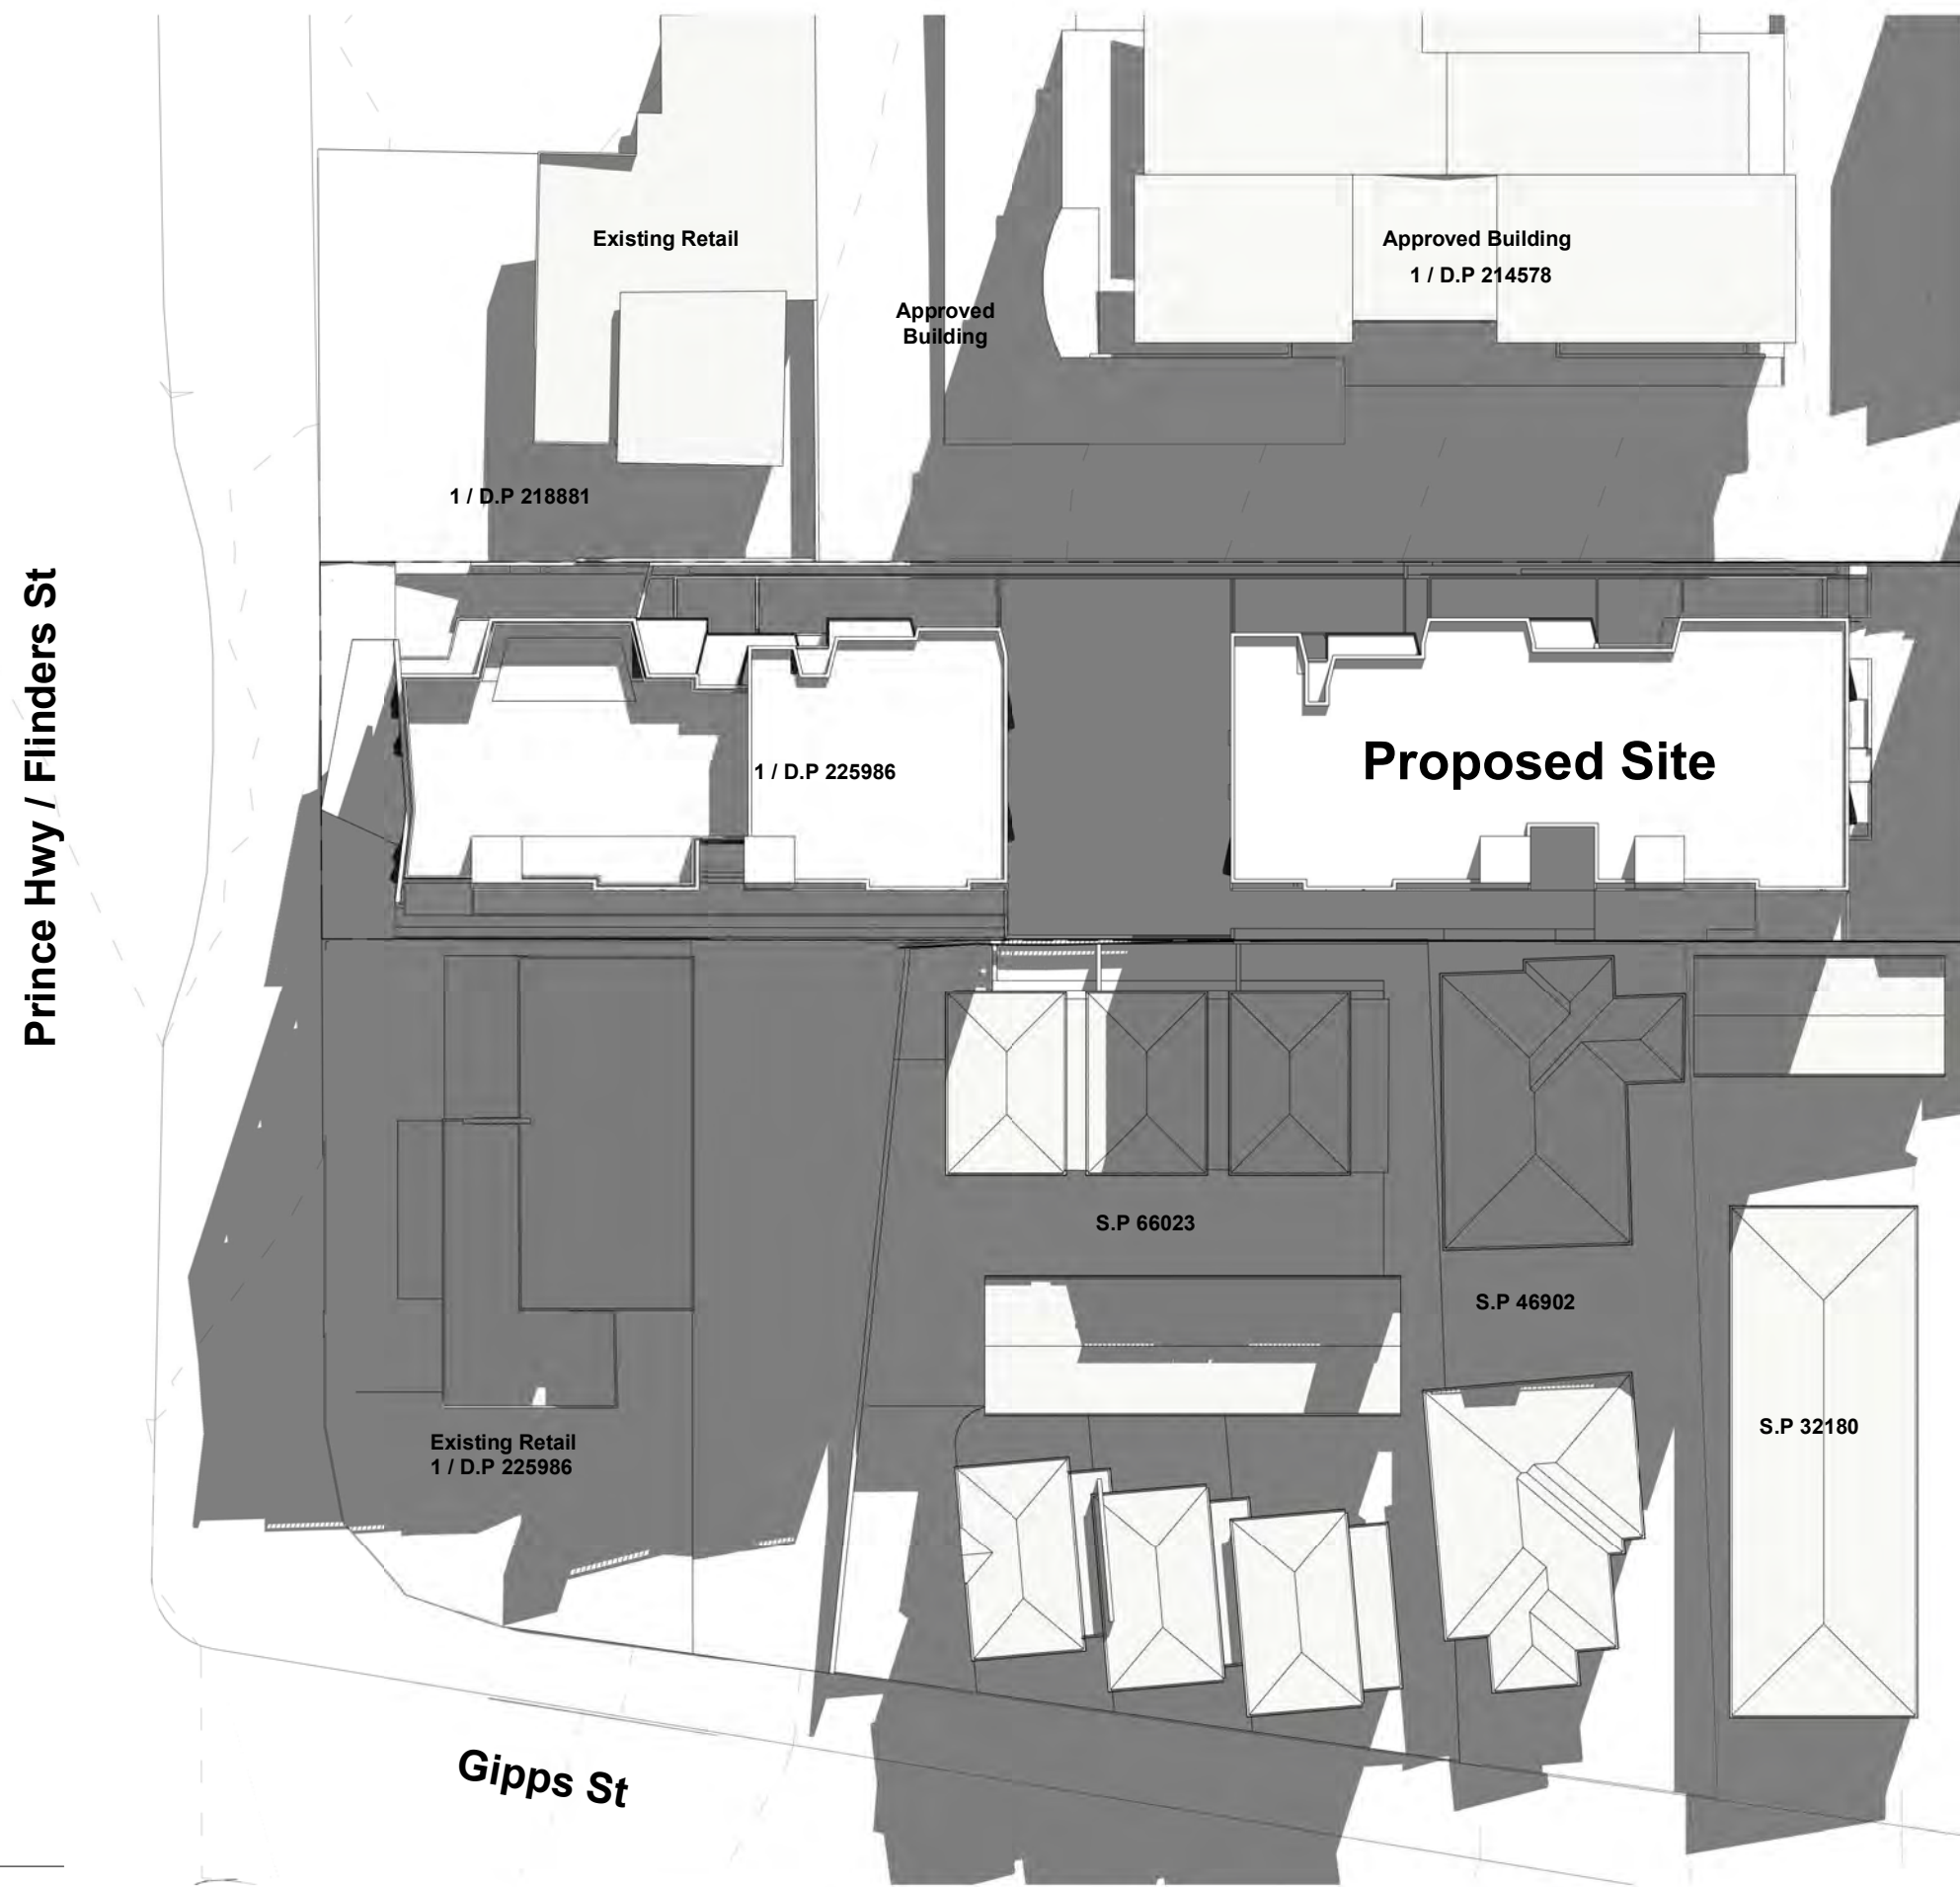 Existing Retail
Approved Building
1 / D.P 214578
Approved
Building
1 / D.P 218881
Prince Hwy / Flinders St
Proposed Site
1 / D.P 225986
S.P 66023
S.P 46902
S.P 32180
Existing Retail
1 / D.P 225986
Gipps St